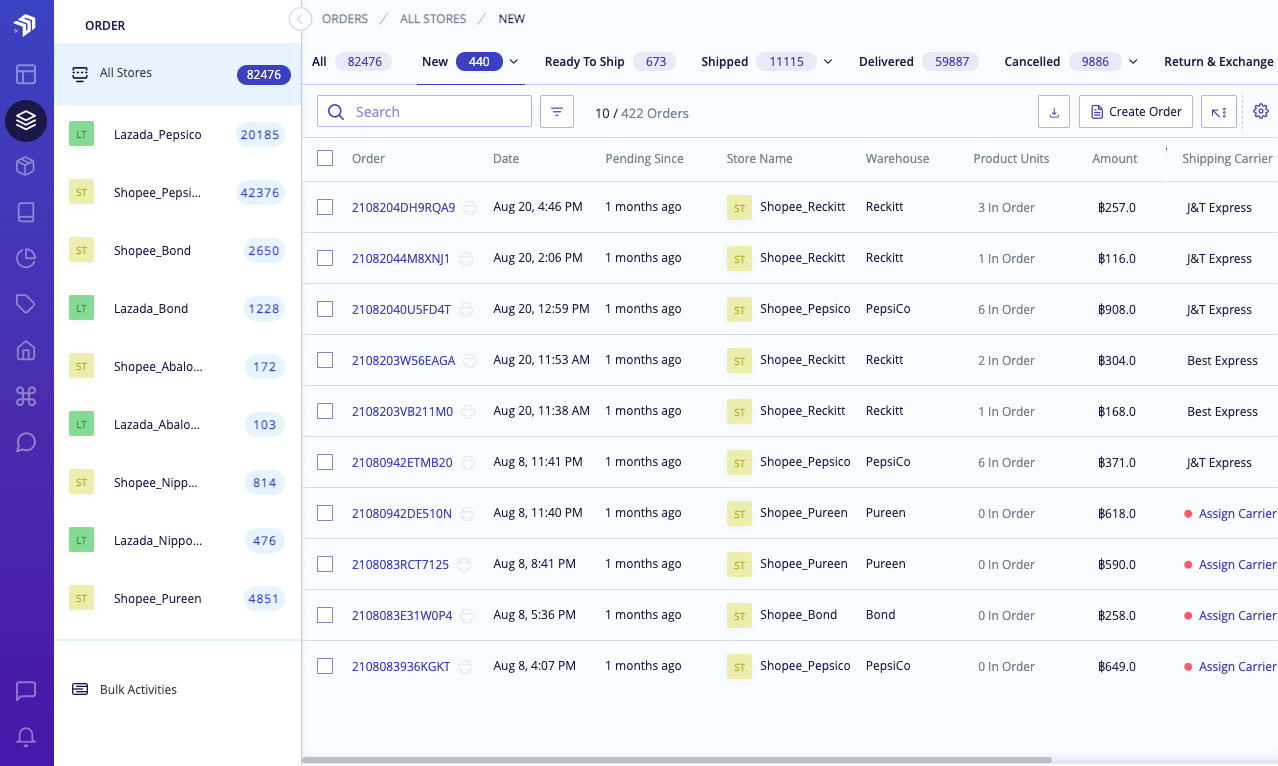 ORDER
All Stores 82476
LT Lazada_Pepsico 20185
ST Shopee_Pepsi... 42376
ST Shopee_Bond 2650
LT Lazada_Bond 1228
ST Shopee_Abalo... 172
LT Lazada_Abalo... 103
ST Shopee_Nipp... 814
LT Lazada_Nippo... 476
ST Shopee_Pureen 4851
Bulk Activities
ORDERS / ALL STORES / NEW
All 82476 New 440 Ready To Ship 673 Shipped 11115 Delivered 59887 Cancelled 9886 Return & Exchange
Search 10 / 422 Orders Create Order
Order Date Pending Since Store Name Warehouse Product Units Amount Shipping Carrier
2108204DH9RQA9 Aug 20, 4:46 PM 1 months ago ST Shopee_Reckitt Reckitt 3 In Order ฿257.0 J&T Express
21082044M8XNJ1 Aug 20, 2:06 PM 1 months ago ST Shopee_Reckitt Reckitt 1 In Order ฿116.0 J&T Express
21082040U5FD4T Aug 20, 12:59 PM 1 months ago ST Shopee_Pepsico PepsiCo 6 In Order ฿908.0 J&T Express
2108203W56EAGA Aug 20, 11:53 AM 1 months ago ST Shopee_Reckitt Reckitt 2 In Order ฿304.0 Best Express
2108203VB211M0 Aug 20, 11:38 AM 1 months ago ST Shopee_Reckitt Reckitt 1 In Order ฿168.0 Best Express
21080942ETMB20 Aug 8, 11:41 PM 1 months ago ST Shopee_Pepsico PepsiCo 6 In Order ฿371.0 J&T Express
21080942DE510N Aug 8, 11:40 PM 1 months ago ST Shopee_Pureen Pureen 0 In Order ฿618.0 Assign Carrier
2108083RCT7125 Aug 8, 8:41 PM 1 months ago ST Shopee_Pureen Pureen 0 In Order ฿590.0 Assign Carrier
2108083E31W0P4 Aug 8, 5:36 PM 1 months ago ST Shopee_Bond Bond 0 In Order ฿258.0 Assign Carrier
2108083936KGKT Aug 8, 4:07 PM 1 months ago ST Shopee_Pepsico PepsiCo 0 In Order ฿649.0 Assign Carrier